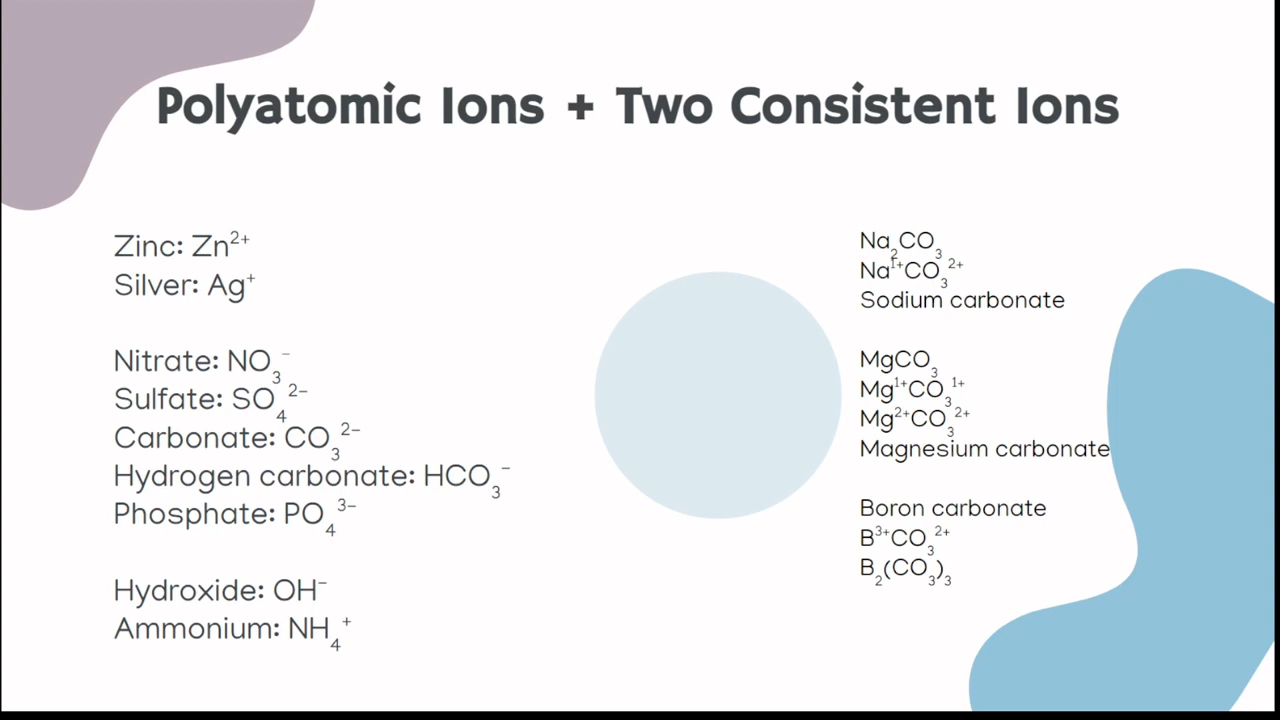 Polyatomic Ions + Two Consistent Ions
Zinc: Zn²⁺
Silver: Ag⁺
Nitrate: NO₃⁻
Sulfate: SO₄²⁻
Carbonate: CO₃²⁻
Hydrogen carbonate: HCO₃⁻
Phosphate: PO₄³⁻
Hydroxide: OH⁻
Ammonium: NH₄⁺
Na₂CO₃
Na¹⁺CO₃²⁺
Sodium carbonate
MgCO₃
Mg¹⁺CO₃¹⁺
Mg²⁺CO₃²⁺
Magnesium carbonate
Boron carbonate
B³⁺CO₃²⁺
B₂(CO₃)₃